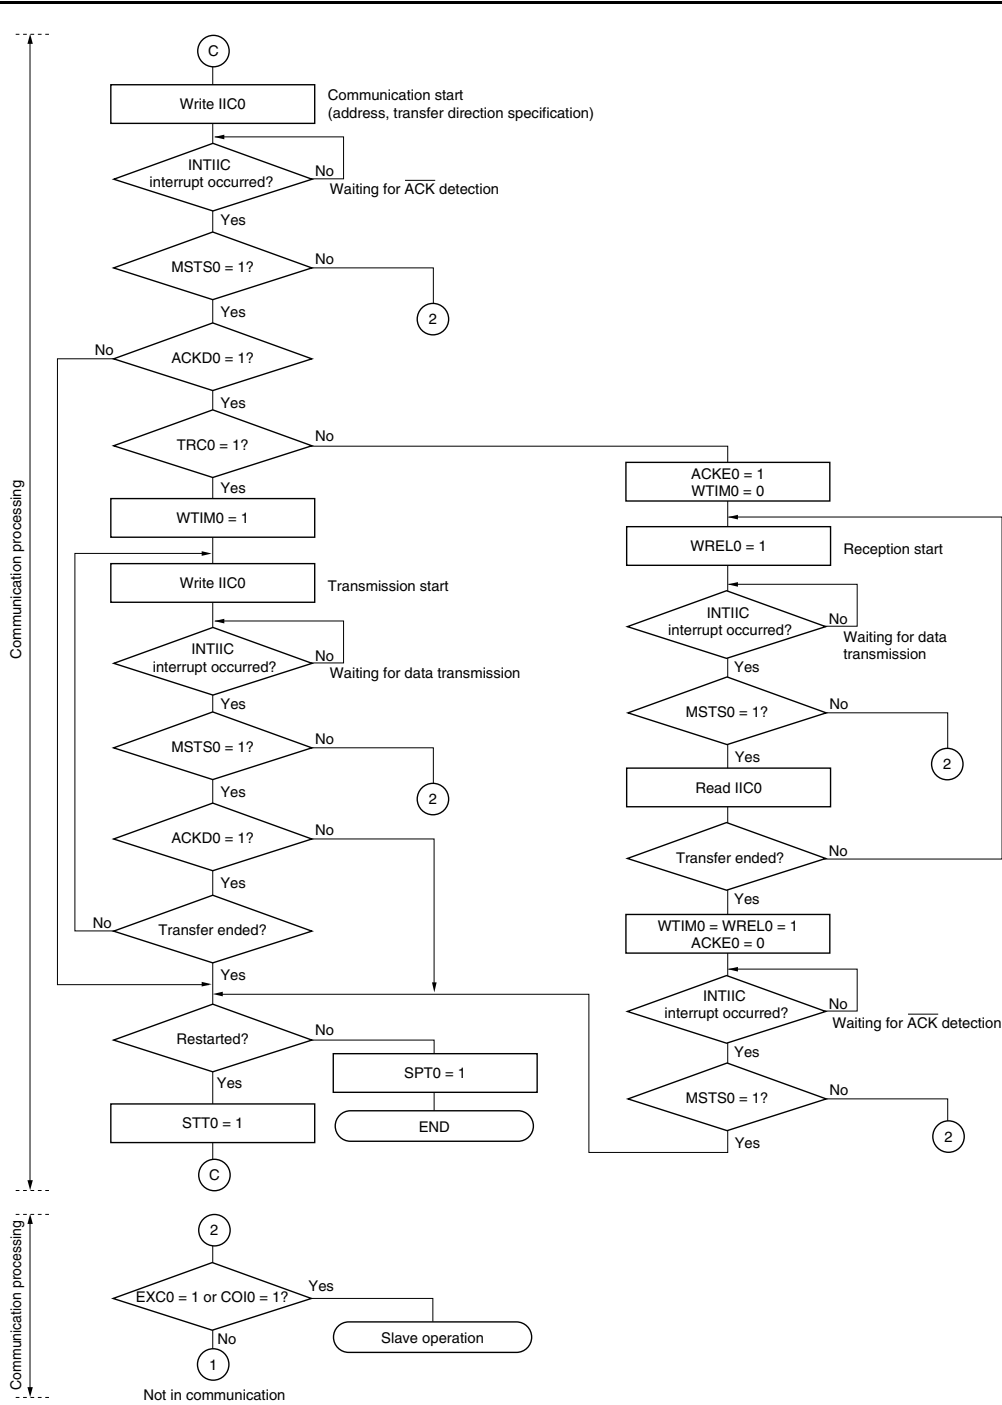 C
Write IIC0
Communication start
(address, transfer direction specification)
INTIIC
interrupt occurred?
No
Waiting for ACK detection
Yes
MSTS0 = 1?
No
2
Yes
ACKD0 = 1?
No
Yes
TRC0 = 1?
No
Yes
WTIM0 = 1
Write IIC0
Transmission start
INTIIC
interrupt occurred?
No
Waiting for data transmission
Yes
MSTS0 = 1?
No
2
Yes
ACKD0 = 1?
No
Yes
Transfer ended?
No
Yes
ACKE0 = 1
WTIM0 = 0
WREL0 = 1
Reception start
INTIIC
interrupt occurred?
No
Waiting for data
transmission
Yes
MSTS0 = 1?
No
2
Yes
Read IIC0
Transfer ended?
No
Yes
WTIM0 = WREL0 = 1
ACKE0 = 0
INTIIC
interrupt occurred?
No
Waiting for ACK detection
Yes
MSTS0 = 1?
No
2
Yes
Restarted?
No
SPT0 = 1
END
Yes
STT0 = 1
C
Communication processing
2
EXC0 = 1 or COI0 = 1?
Yes
Slave operation
No
1
Not in communication
Communication processing